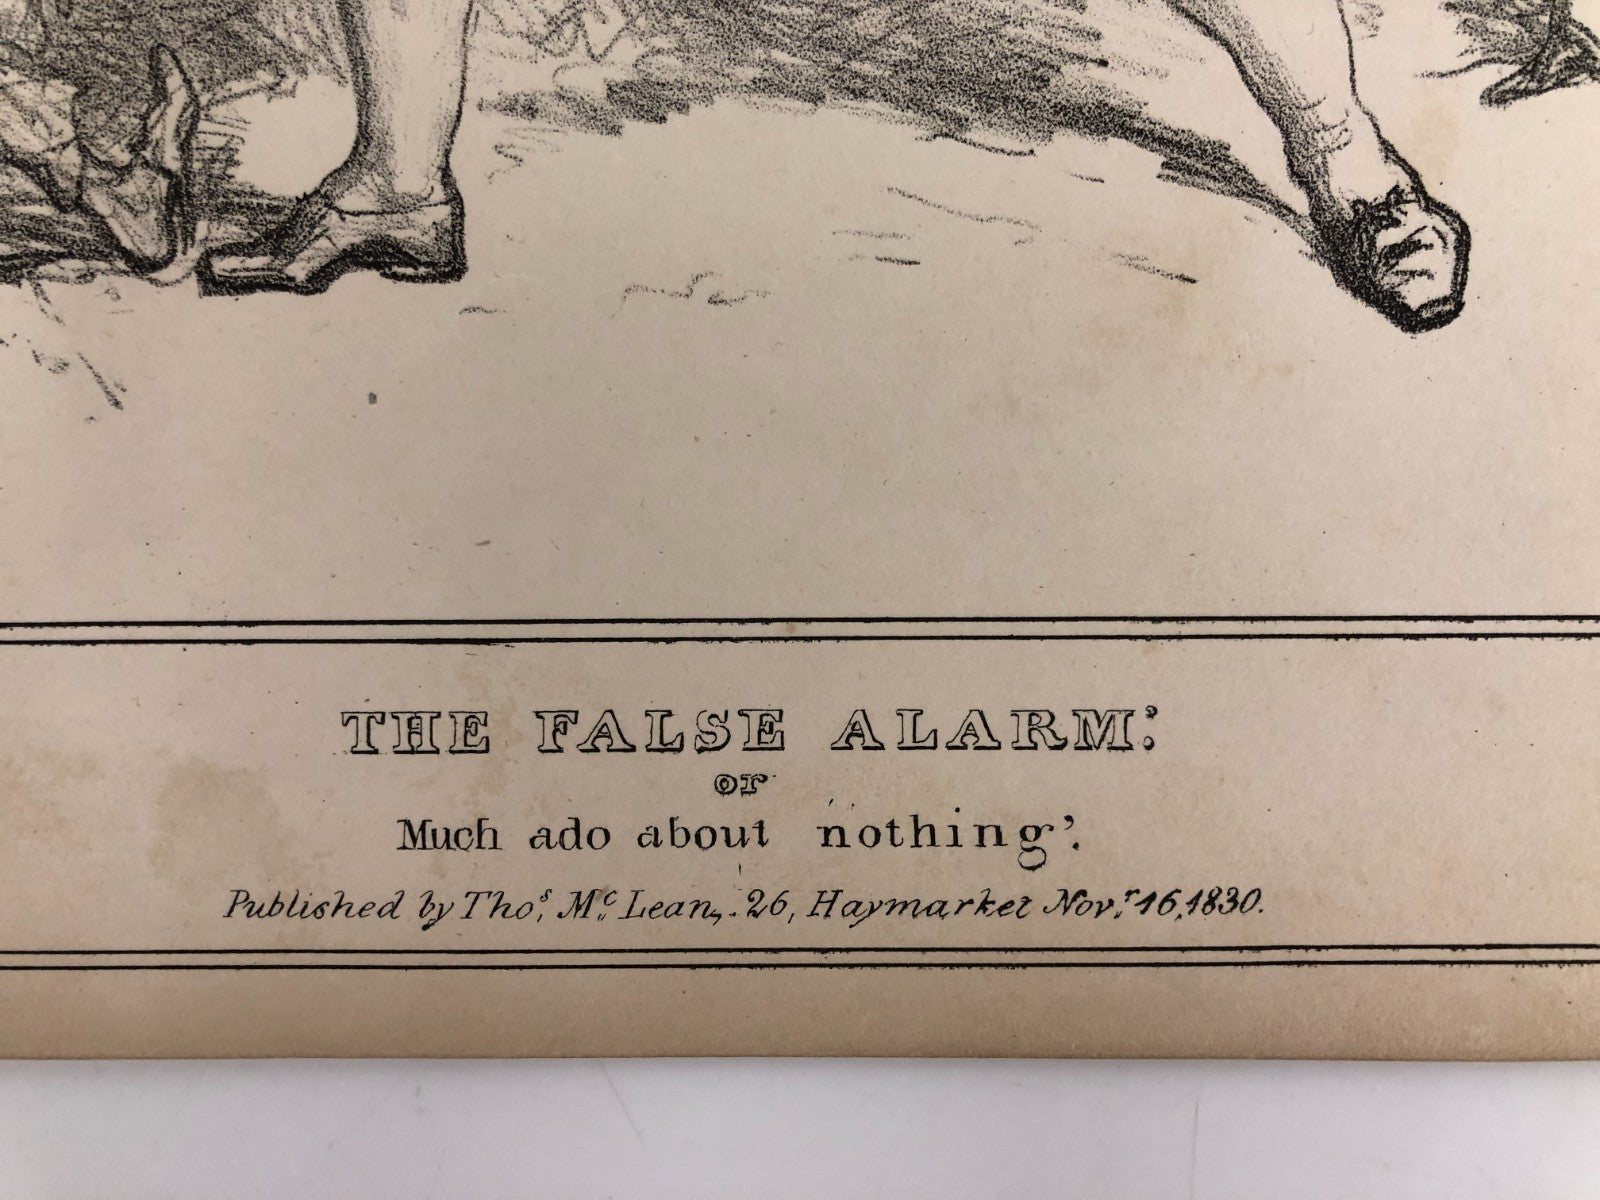 THE FALSE ALARM:'
or
Much ado about nothing'.
Published by Thos. Mc. Lean, 26, Haymarket Novr. 16, 1830.